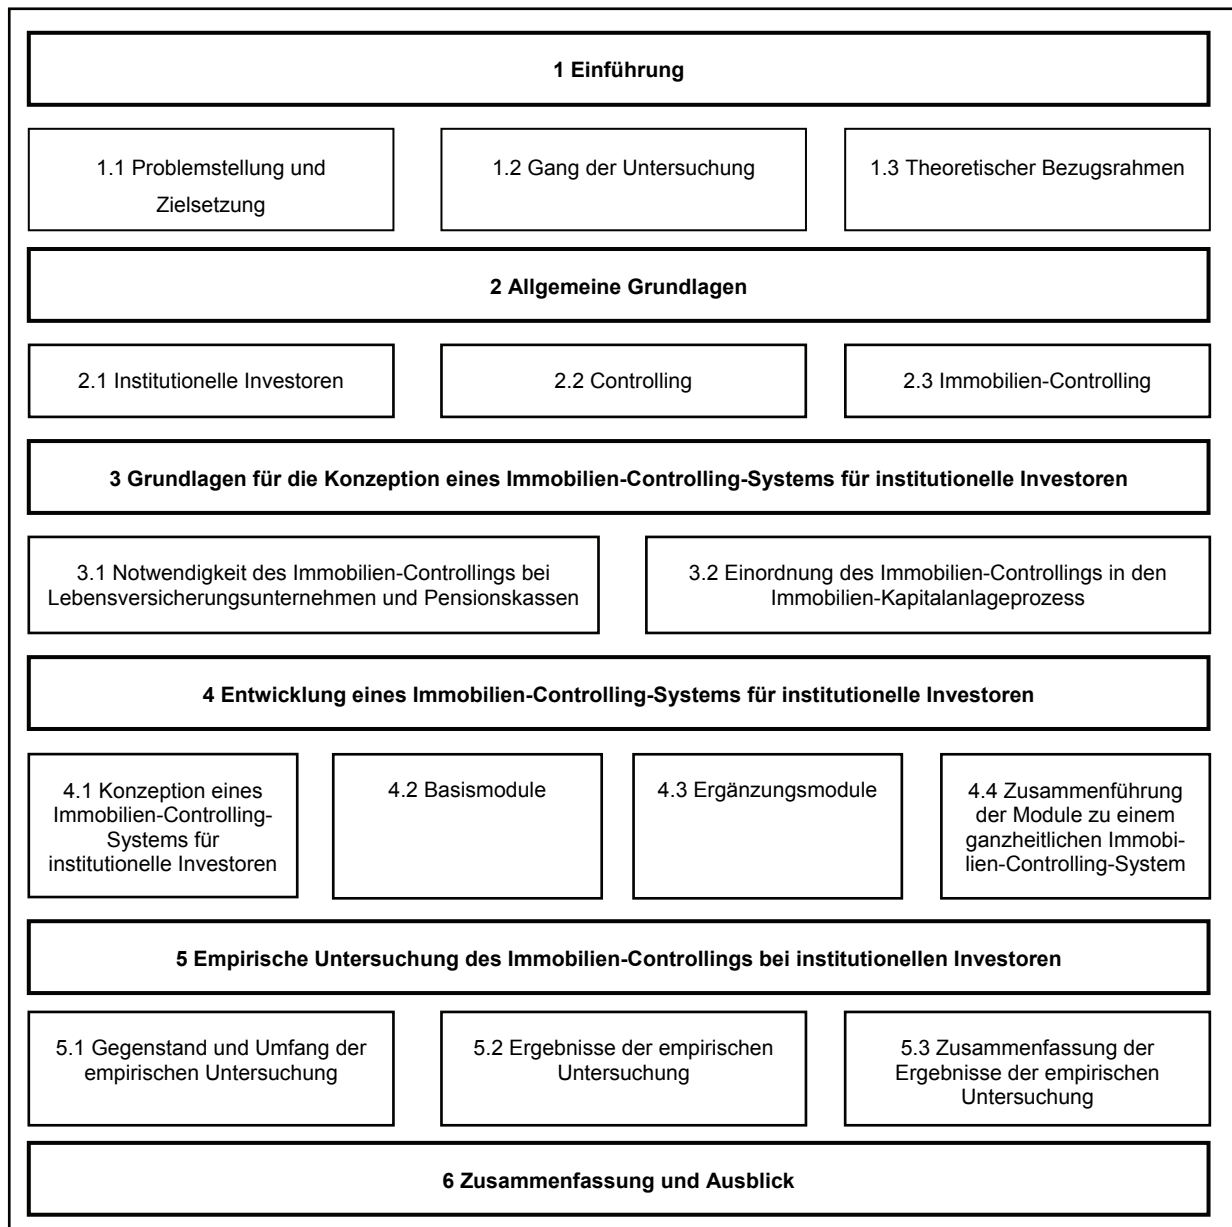 1 Einführung
1.1 Problemstellung und
Zielsetzung
1.2 Gang der Untersuchung
1.3 Theoretischer Bezugsrahmen
2 Allgemeine Grundlagen
2.1 Institutionelle Investoren
2.2 Controlling
2.3 Immobilien-Controlling
3 Grundlagen für die Konzeption eines Immobilien-Controlling-Systems für institutionelle Investoren
3.1 Notwendigkeit des Immobilien-Controllings bei
Lebensversicherungsunternehmen und Pensionskassen
3.2 Einordnung des Immobilien-Controllings in den
Immobilien-Kapitalanlageprozess
4 Entwicklung eines Immobilien-Controlling-Systems für institutionelle Investoren
4.1 Konzeption eines
Immobilien-Controlling-
Systems für
institutionelle Investoren
4.2 Basismodule
4.3 Ergänzungsmodule
4.4 Zusammenführung
der Module zu einem
ganzheitlichen Immobi-
lien-Controlling-System
5 Empirische Untersuchung des Immobilien-Controllings bei institutionellen Investoren
5.1 Gegenstand und Umfang der
empirischen Untersuchung
5.2 Ergebnisse der empirischen
Untersuchung
5.3 Zusammenfassung der
Ergebnisse der empirischen
Untersuchung
6 Zusammenfassung und Ausblick